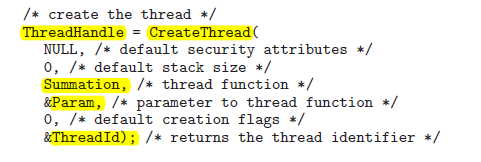 /* create the thread */
ThreadHandle = CreateThread(
NULL, /* default security attributes */
0, /* default stack size */
Summation, /* thread function */
&Param, /* parameter to thread function */
0, /* default creation flags */
&ThreadId); /* returns the thread identifier */